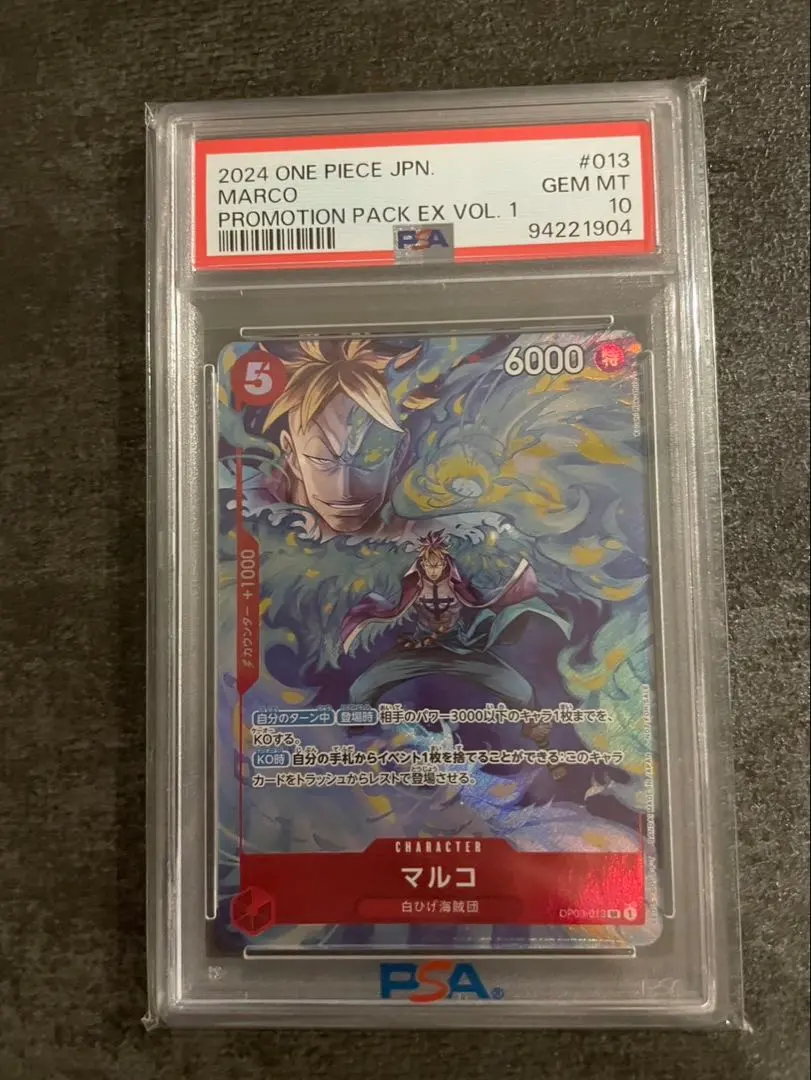 2024 ONE PIECE JPN.
#013
MARCO
GEM MT
PROMOTION PACK EX VOL. 1
10
PSA
94221904
5
6000
特
カウンター +1000
自分のターン中 登場時 相手のパワー3000以下のキャラ1枚までを、
KOする。
KO時 自分の手札からイベント1枚を捨てることができる:このキャラ
カードをトラッシュからレストで登場させる。
CHARACTER
マルコ
白ひげ海賊団
OP03-013 SR 1
PSA